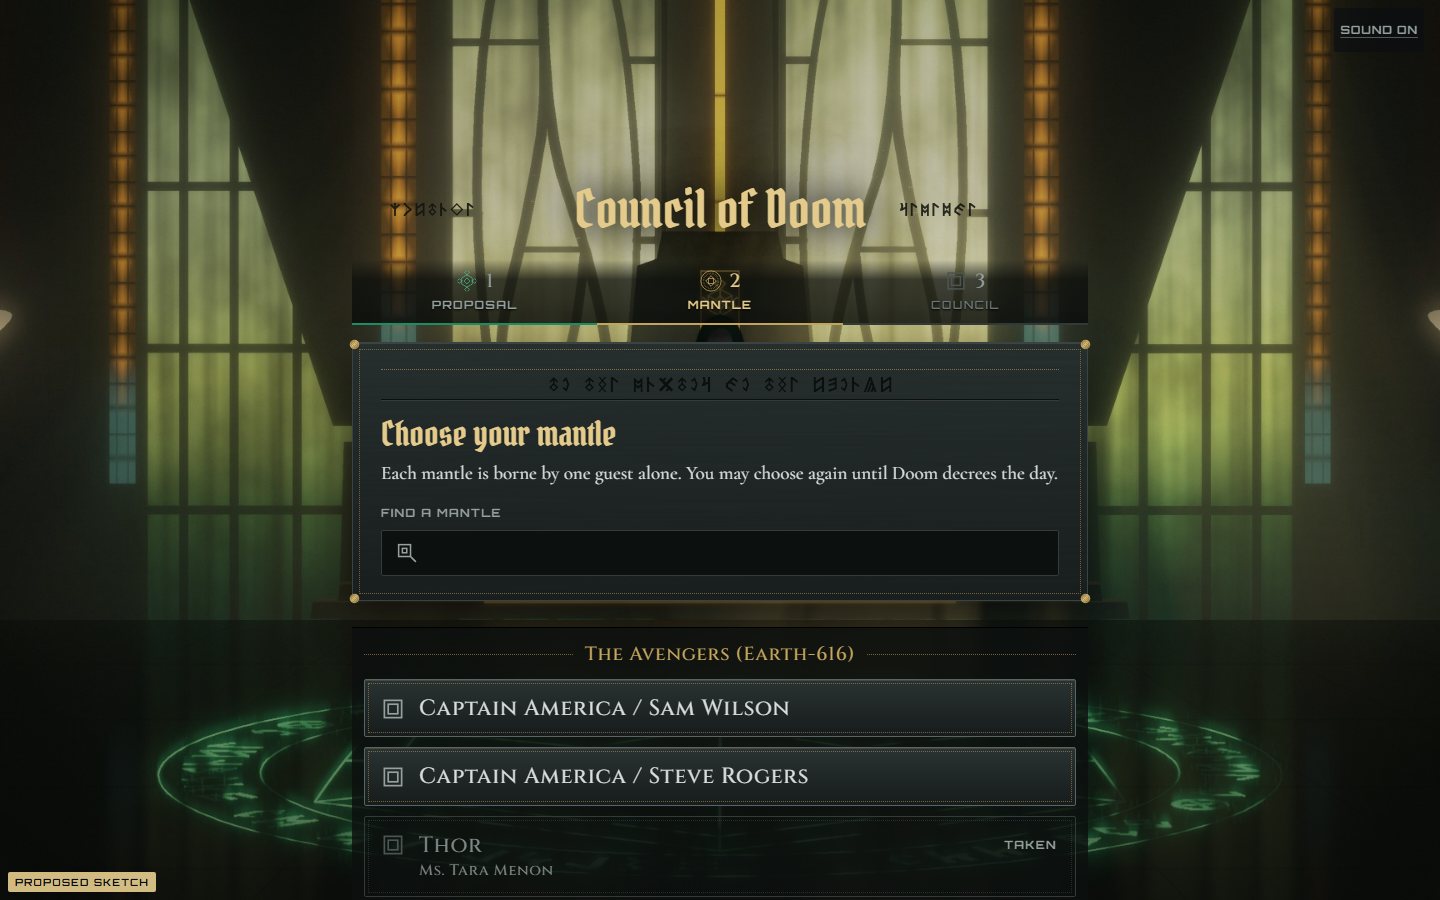 SOUND ON
Council of Doom
1
PROPOSAL
2
MANTLE
3
COUNCIL
Choose your mantle
Each mantle is borne by one guest alone. You may choose again until Doom decrees the day.
FIND A MANTLE
The Avengers (Earth-616)
Captain America / Sam Wilson
Captain America / Steve Rogers
Thor
TAKEN
Ms. Tara Menon
PROPOSED SKETCH